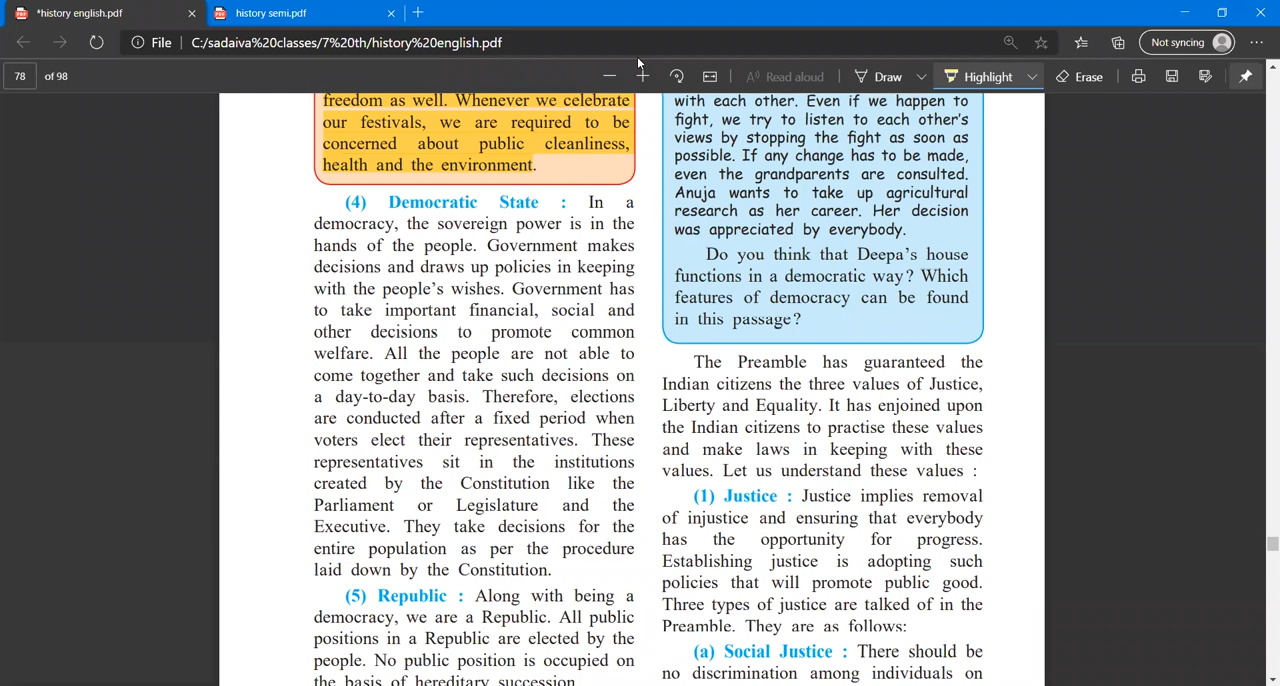 *history english.pdf
history semi.pdf
File
C:/sadaiva%20classes/7%20th/history%20english.pdf
Not syncing
78 of 98
Read aloud
Draw
Highlight
Erase
freedom as well. Whenever we celebrate
our festivals, we are required to be
concerned about public cleanliness,
health and the environment.
(4) Democratic State : In a
democracy, the sovereign power is in the
hands of the people. Government makes
decisions and draws up policies in keeping
with the people's wishes. Government has
to take important financial, social and
other decisions to promote common
welfare. All the people are not able to
come together and take such decisions on
a day-to-day basis. Therefore, elections
are conducted after a fixed period when
voters elect their representatives. These
representatives sit in the institutions
created by the Constitution like the
Parliament or Legislature and the
Executive. They take decisions for the
entire population as per the procedure
laid down by the Constitution.
(5) Republic : Along with being a
democracy, we are a Republic. All public
positions in a Republic are elected by the
people. No public position is occupied on
the basis of hereditary succession.
with each other. Even if we happen to
fight, we try to listen to each other's
views by stopping the fight as soon as
possible. If any change has to be made,
even the grandparents are consulted.
Anuja wants to take up agricultural
research as her career. Her decision
was appreciated by everybody.
Do you think that Deepa's house
functions in a democratic way? Which
features of democracy can be found
in this passage?
The Preamble has guaranteed the
Indian citizens the three values of Justice,
Liberty and Equality. It has enjoined upon
the Indian citizens to practise these values
and make laws in keeping with these
values. Let us understand these values :
(1) Justice : Justice implies removal
of injustice and ensuring that everybody
has the opportunity for progress.
Establishing justice is adopting such
policies that will promote public good.
Three types of justice are talked of in the
Preamble. They are as follows:
(a) Social Justice : There should be
no discrimination among individuals on